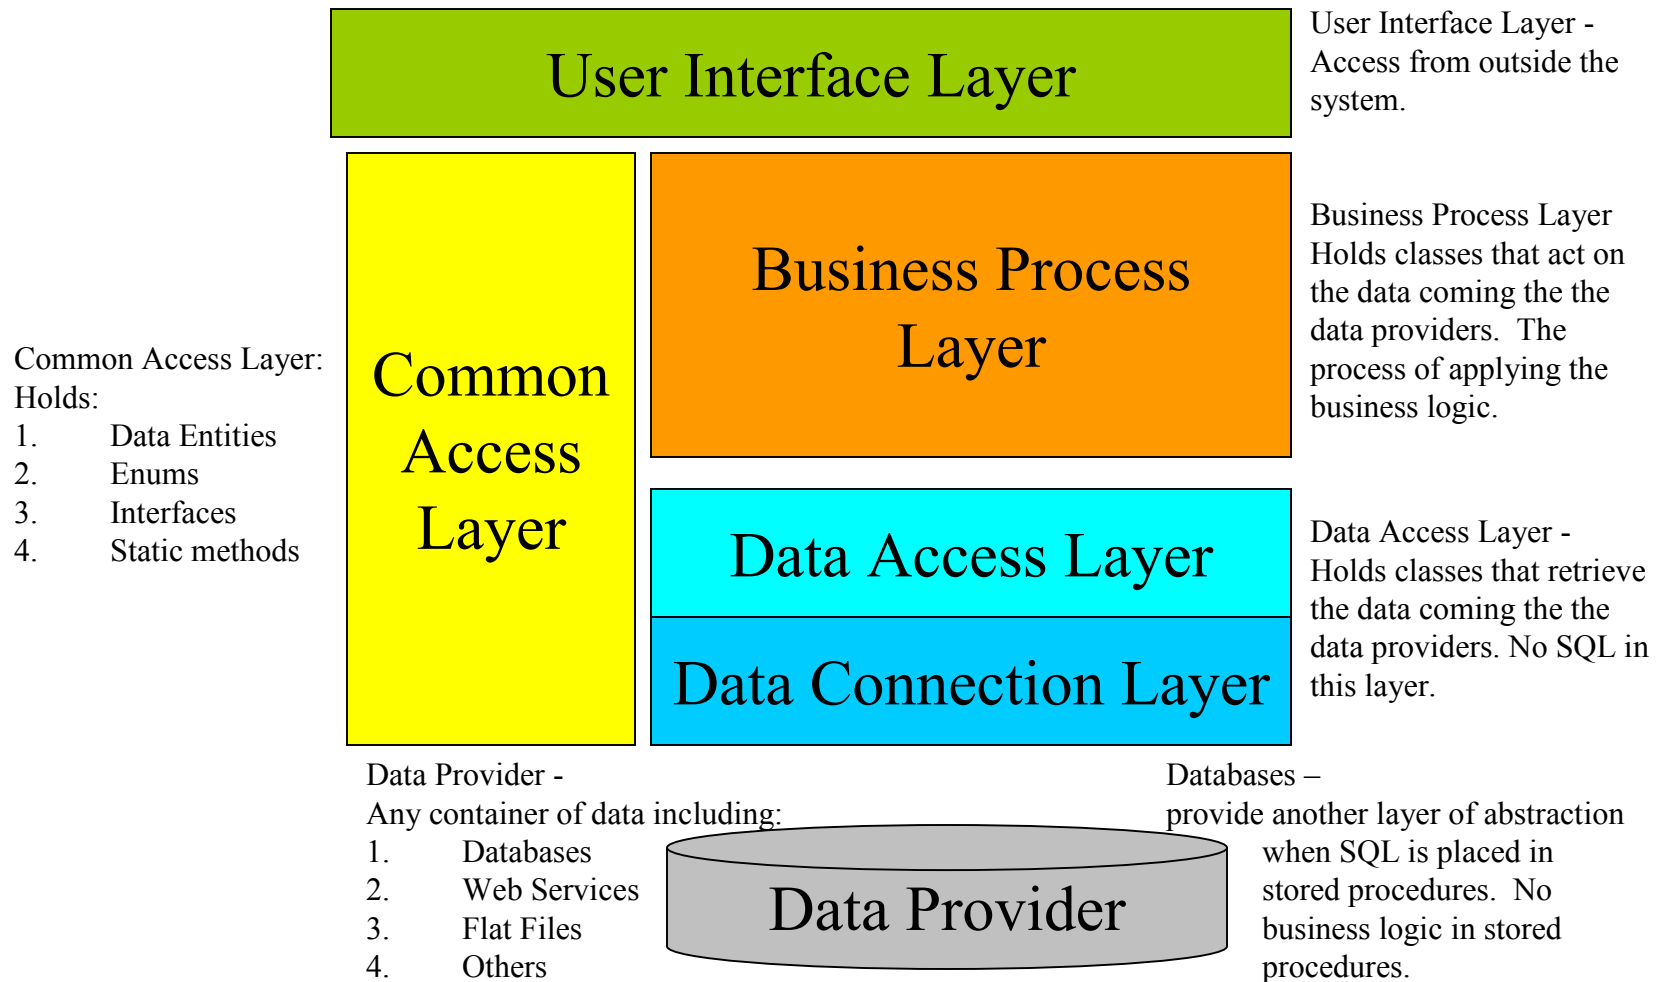 User Interface Layer
User Interface Layer -
Access from outside the
system.
Common Access Layer:
Holds:
1. Data Entities
2. Enums
3. Interfaces
4. Static methods
Common
Access
Layer
Business Process
Layer
Business Process Layer
Holds classes that act on
the data coming the the
data providers.  The
process of applying the
business logic.
Data Access Layer
Data Connection Layer
Data Access Layer -
Holds classes that retrieve
the data coming the the
data providers. No SQL in
this layer.
Data Provider -
Any container of data including:
1. Databases
2. Web Services
3. Flat Files
4. Others
Data Provider
Databases –
provide another layer of abstraction
when SQL is placed in
stored procedures.  No
business logic in stored
procedures.